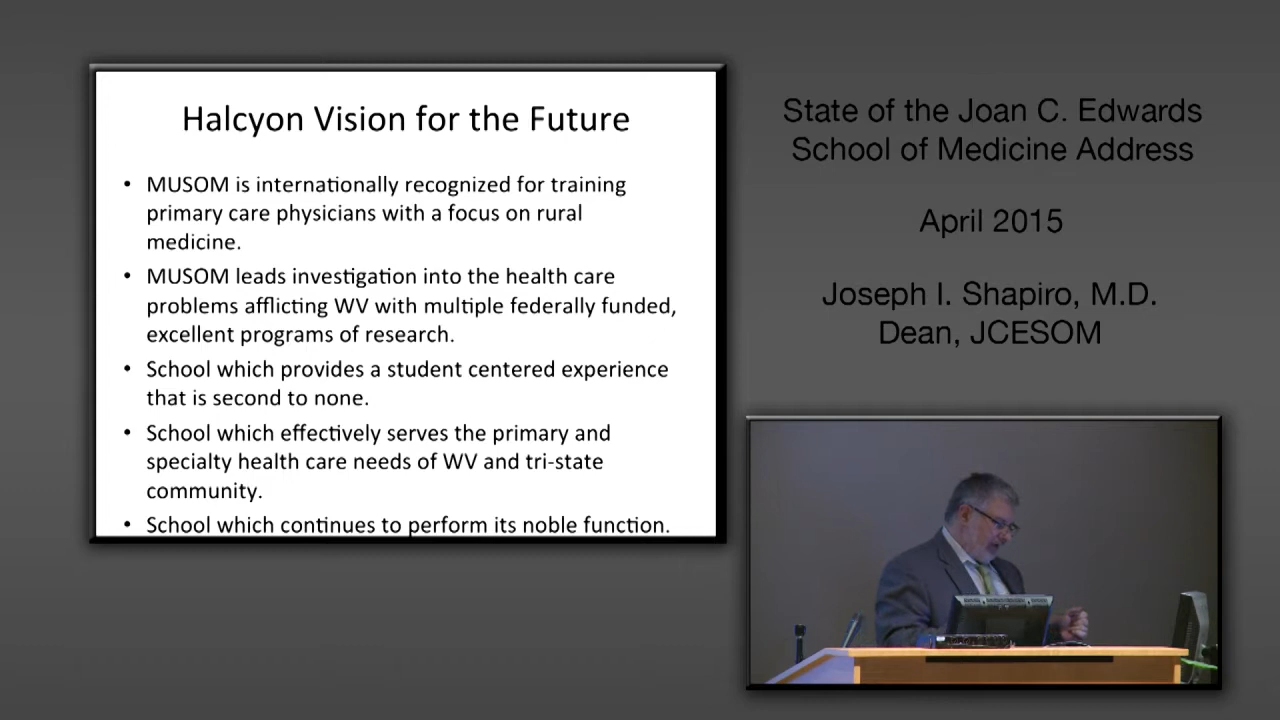 Halcyon Vision for the Future
• MUSOM is internationally recognized for training
primary care physicians with a focus on rural
medicine.
• MUSOM leads investigation into the health care
problems afflicting WV with multiple federally funded,
excellent programs of research.
• School which provides a student centered experience
that is second to none.
• School which effectively serves the primary and
specialty health care needs of WV and tri-state
community.
• School which continues to perform its noble function.
State of the Joan C. Edwards
School of Medicine Address
April 2015
Joseph I. Shapiro, M.D.
Dean, JCESOM